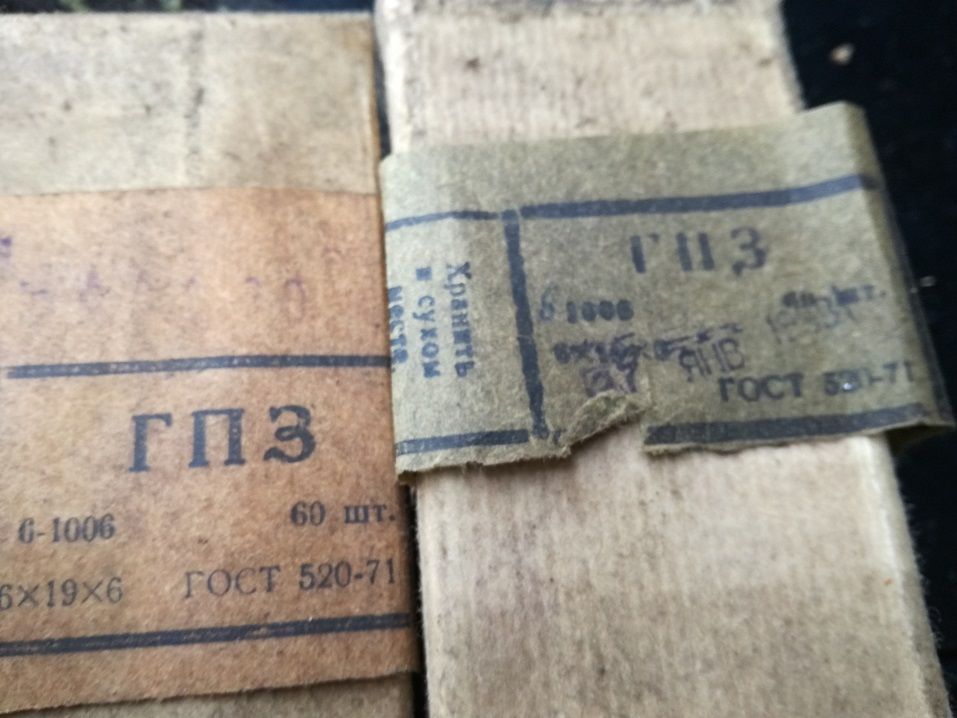 ГПЗ
6-1006
60 шт.
6×19×6
ГОСТ 520-71
Хранить
в сухом
месте
ГПЗ
6 1006
60 шт.
ЯНВ
ГОСТ 520-71